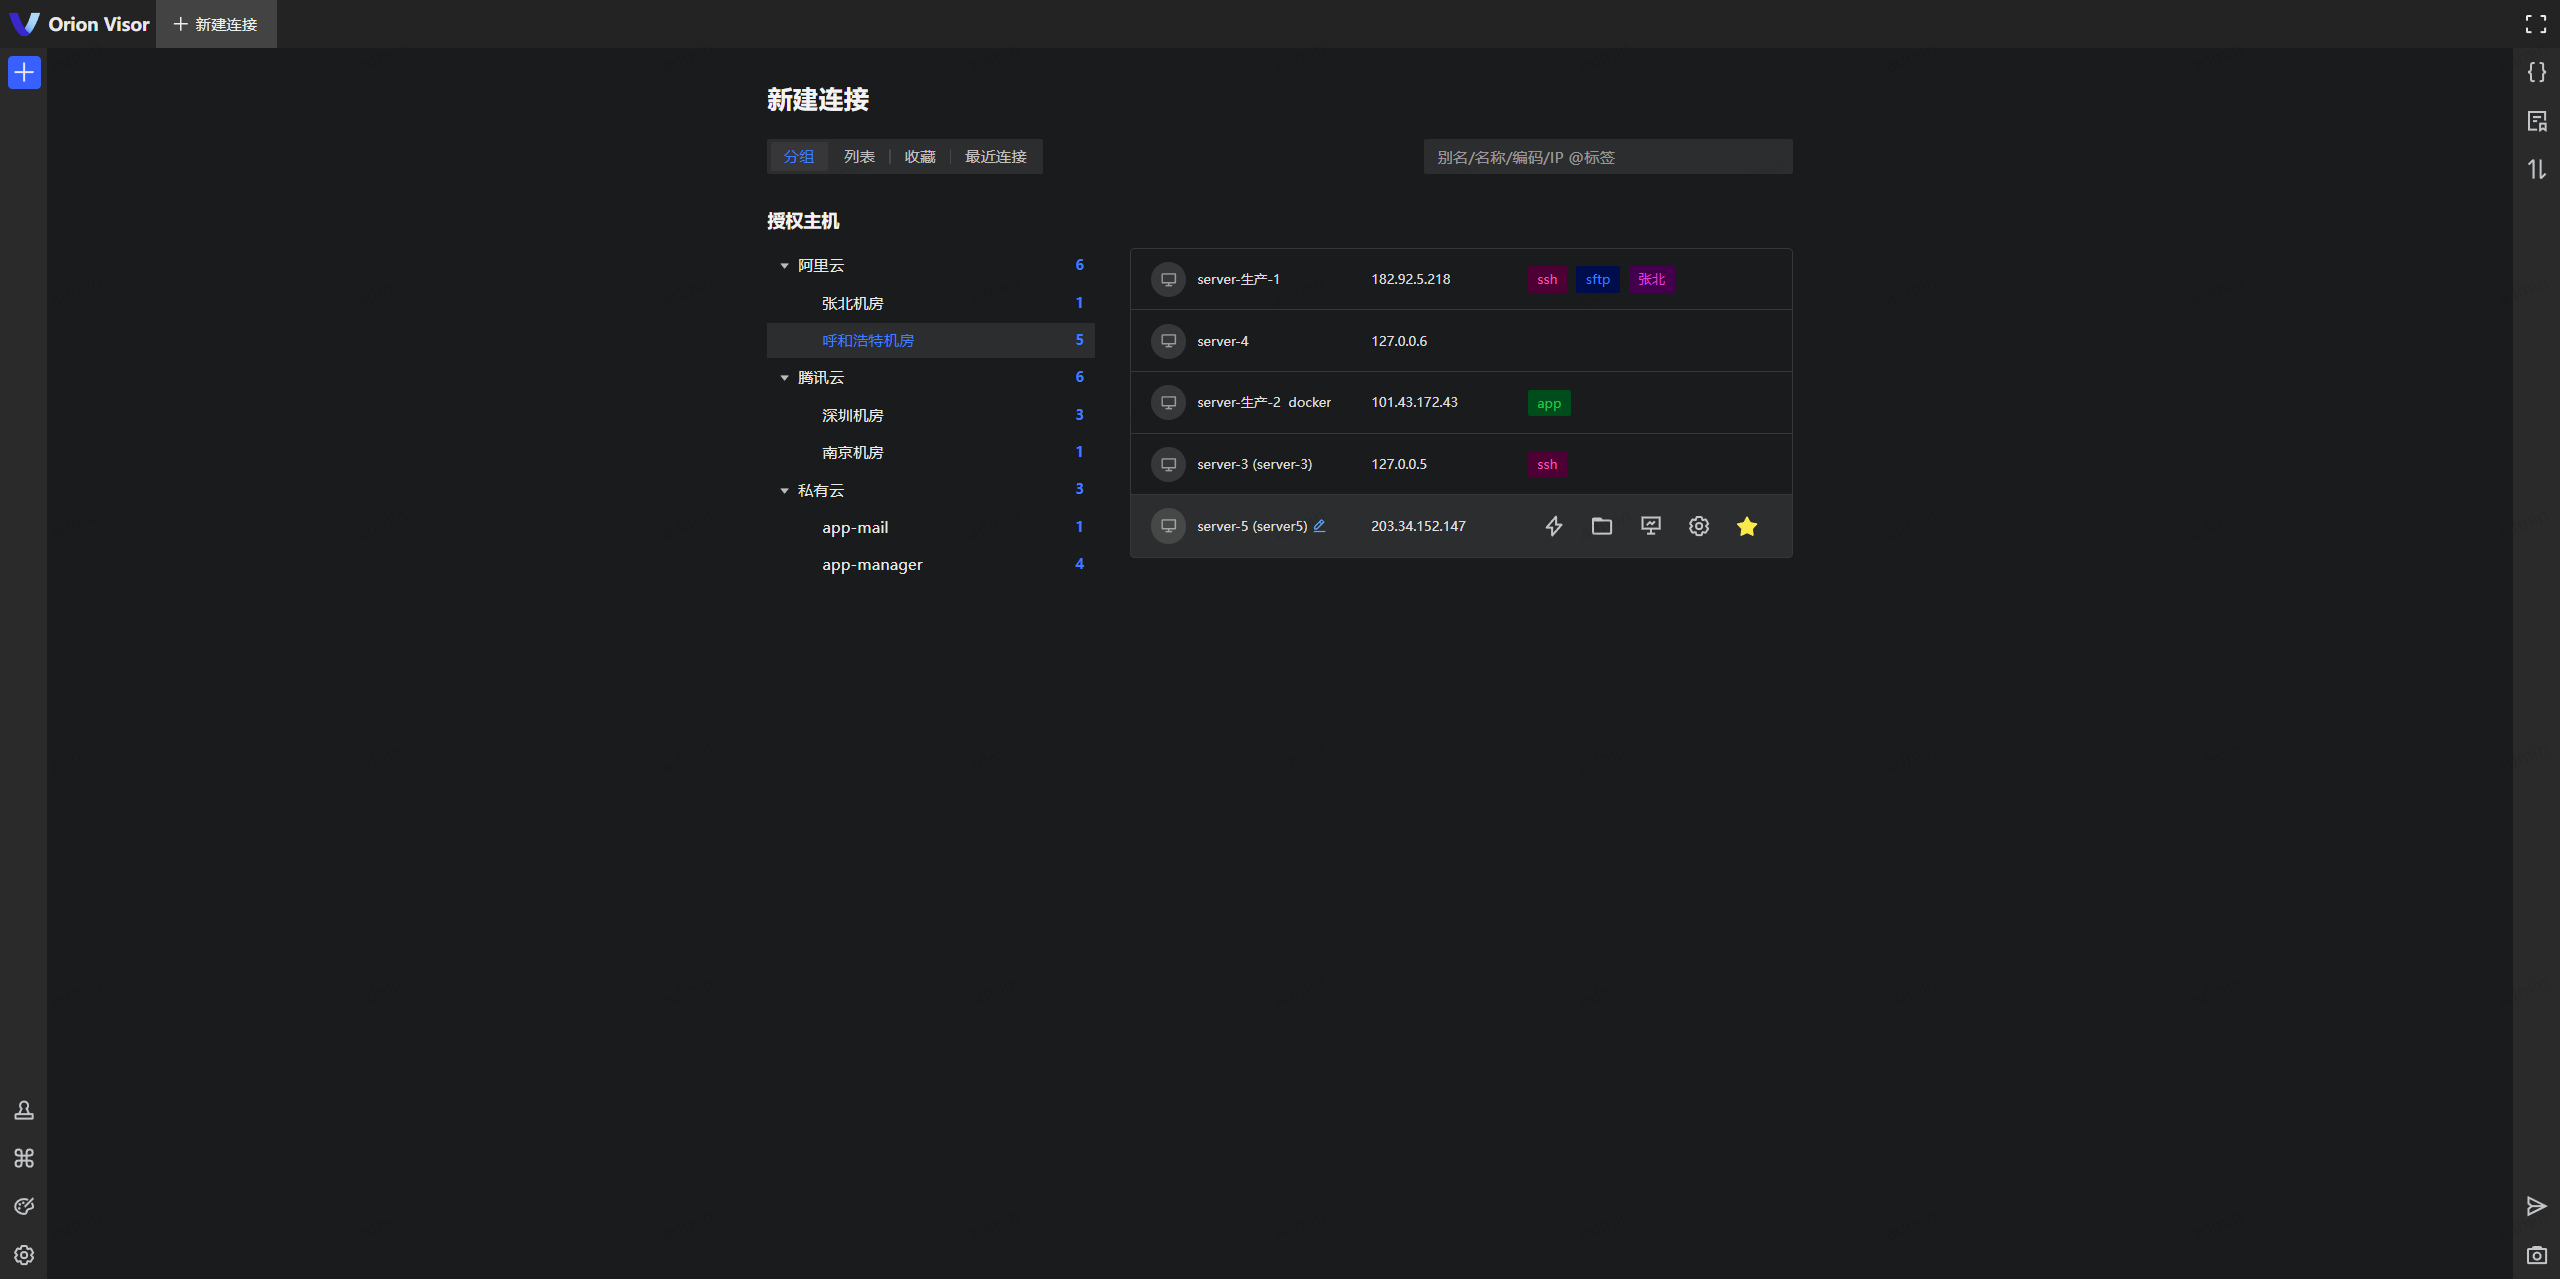 Orion Visor
新建连接
新建连接
分组 列表 收藏 最近连接
别名/名称/编码/IP @标签
授权主机
阿里云 6
张北机房 1
呼和浩特机房 5
腾讯云 6
深圳机房 3
南京机房 1
私有云 3
app-mail 1
app-manager 4
server-生产-1 182.92.5.218 ssh sftp 张北
server-4 127.0.0.6
server-生产-2 docker 101.43.172.43 app
server-3 (server-3) 127.0.0.5 ssh
server-5 (server5) 203.34.152.147